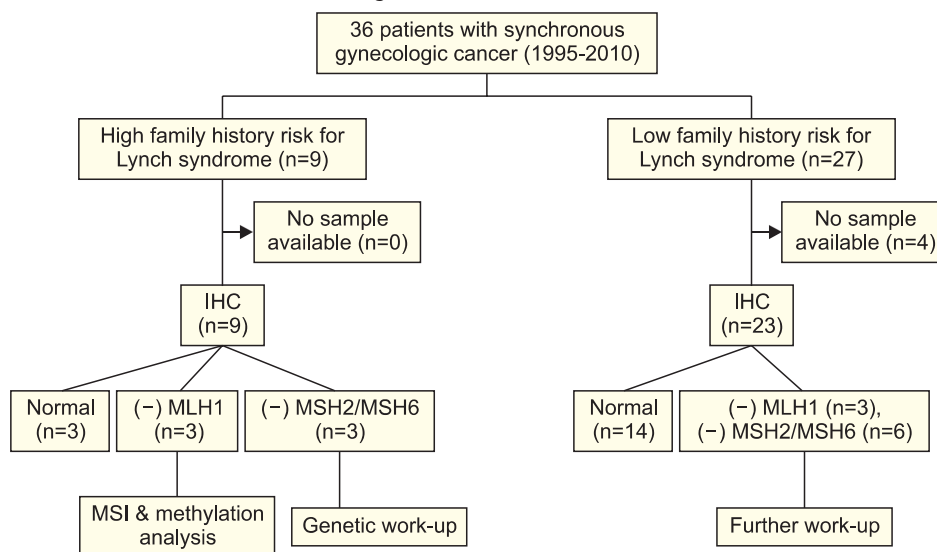 36 patients with synchronous
gynecologic cancer (1995-2010)
High family history risk for
Lynch syndrome (n=9)
Low family history risk for
Lynch syndrome (n=27)
No sample
available (n=0)
No sample
available (n=4)
IHC
(n=9)
IHC
(n=23)
Normal
(n=3)
(−) MLH1
(n=3)
(−) MSH2/MSH6
(n=3)
Normal
(n=14)
(−) MLH1 (n=3),
(−) MSH2/MSH6 (n=6)
MSI & methylation
analysis
Genetic work-up
Further work-up